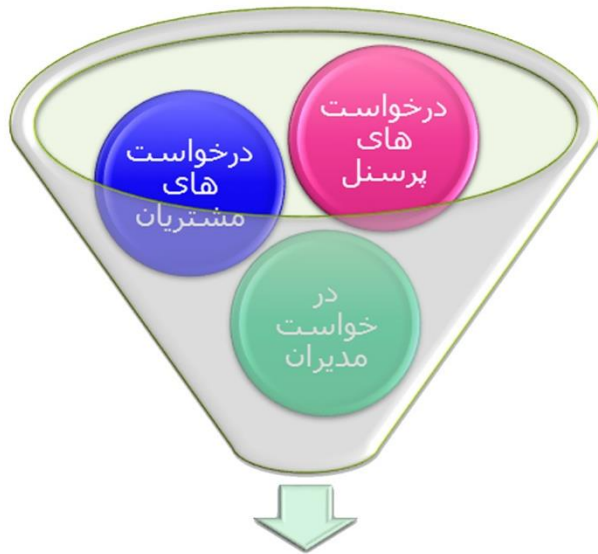 درخواست
های
پرسنل
درخواست
های
مشتریان
در
خواست
مدیران